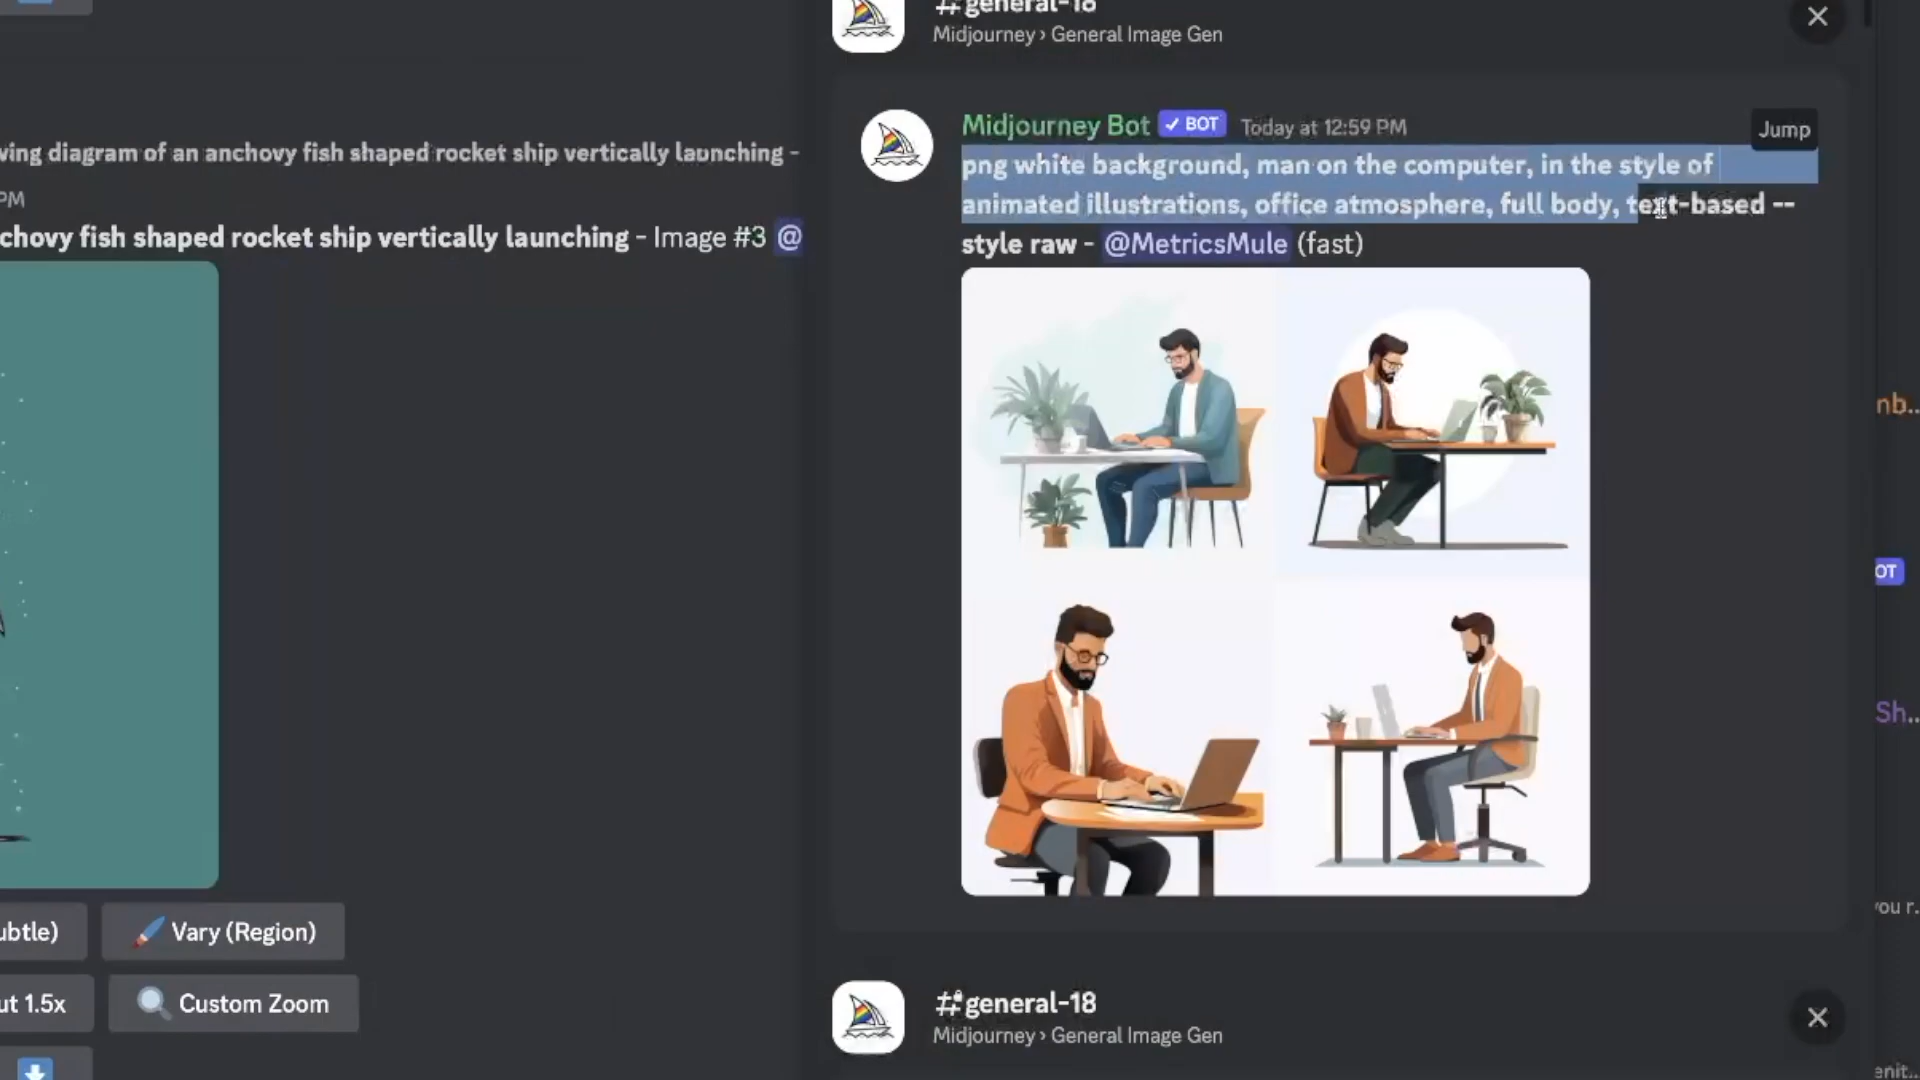 ving diagram of an anchovy fish shaped rocket ship vertically launching -
PM
chovy fish shaped rocket ship vertically launching - Image #3 @
ubtle)
Vary (Region)
ut 1.5x
Custom Zoom
#general-18
Midjourney › General Image Gen
Midjourney Bot ✓ BOT Today at 12:59 PM
Jump
png white background, man on the computer, in the style of
animated illustrations, office atmosphere, full body, text-based --
style raw - @MetricsMule (fast)
#general-18
Midjourney › General Image Gen
nb...
OT
Sh...
you r...
enit...